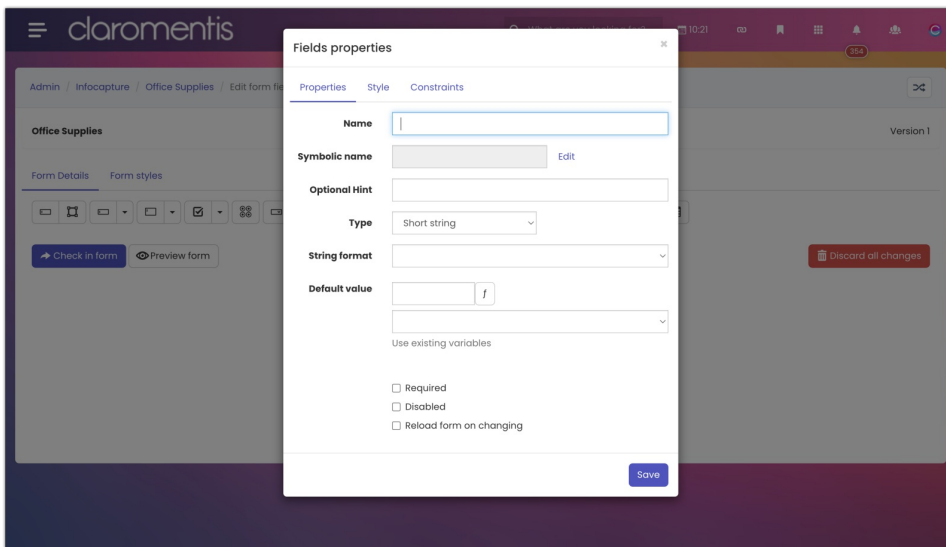 claromentis
10:21
354
Admin / Infocapture / Office Supplies / Edit form fie
Office Supplies
Version 1
Form Details Form styles
Check in form Preview form
Discard all changes
Fields properties
×
Properties Style Constraints
Name
Symbolic name Edit
Optional Hint
Type Short string
String format
Default value f
Use existing variables
Required
Disabled
Reload form on changing
Save